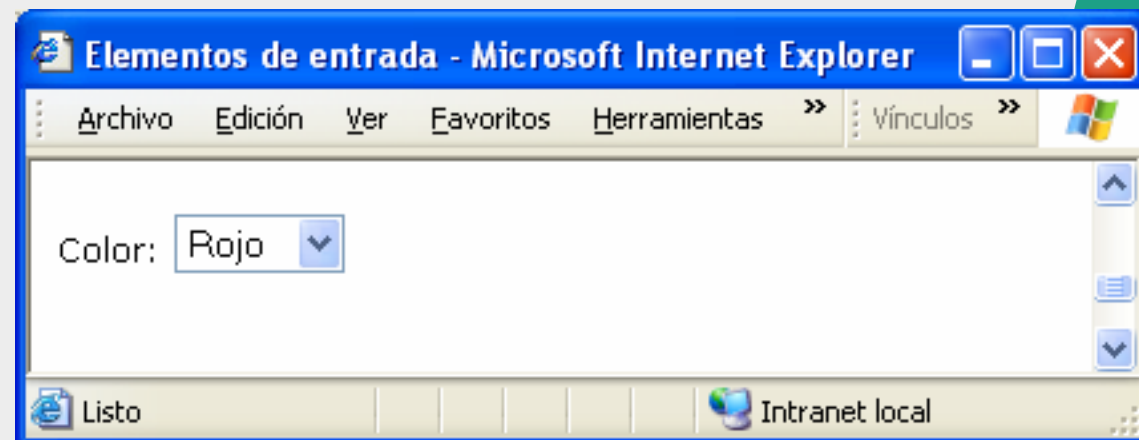 Elementos de entrada - Microsoft Internet Explorer
Archivo Edición Ver Favoritos Herramientas » Vínculos »
Color: Rojo
Listo Intranet local